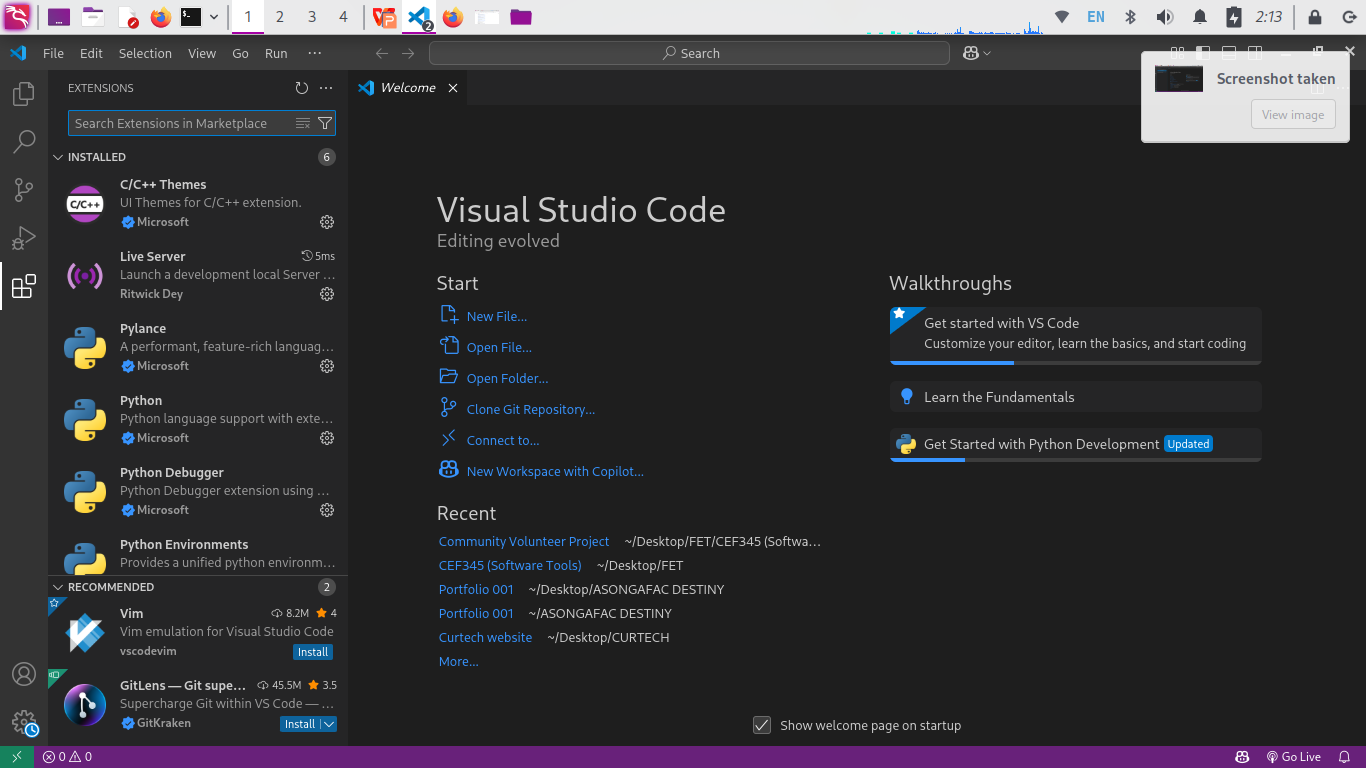 1 2 3 4 2 EN 2:13
File Edit Selection View Go Run ··· Search
Screenshot taken
View image
EXTENSIONS
Welcome
Search Extensions in Marketplace
INSTALLED 6
C/C++
C/C++ Themes
UI Themes for C/C++ extension.
Microsoft
Live Server 5ms
Launch a development local Server ...
Ritwick Dey
Pylance
A performant, feature-rich languag...
Microsoft
Python
Python language support with exte...
Microsoft
Python Debugger
Python Debugger extension using ...
Microsoft
Python Environments
Provides a unified python environm...
RECOMMENDED 2
Vim 8.2M 4
Vim emulation for Visual Studio Code
vscodevim Install
GitLens — Git supe... 45.5M 3.5
Supercharge Git within VS Code — ...
GitKraken Install
Visual Studio Code
Editing evolved
Start
New File...
Open File...
Open Folder...
Clone Git Repository...
Connect to...
New Workspace with Copilot...
Recent
Community Volunteer Project ~/Desktop/FET/CEF345 (Softwa...
CEF345 (Software Tools) ~/Desktop/FET
Portfolio 001 ~/Desktop/ASONGAFAC DESTINY
Portfolio 001 ~/ASONGAFAC DESTINY
Curtech website ~/Desktop/CURTECH
More...
Walkthroughs
Get started with VS Code
Customize your editor, learn the basics, and start coding
Learn the Fundamentals
Get Started with Python Development Updated
Show welcome page on startup
0 0 Go Live